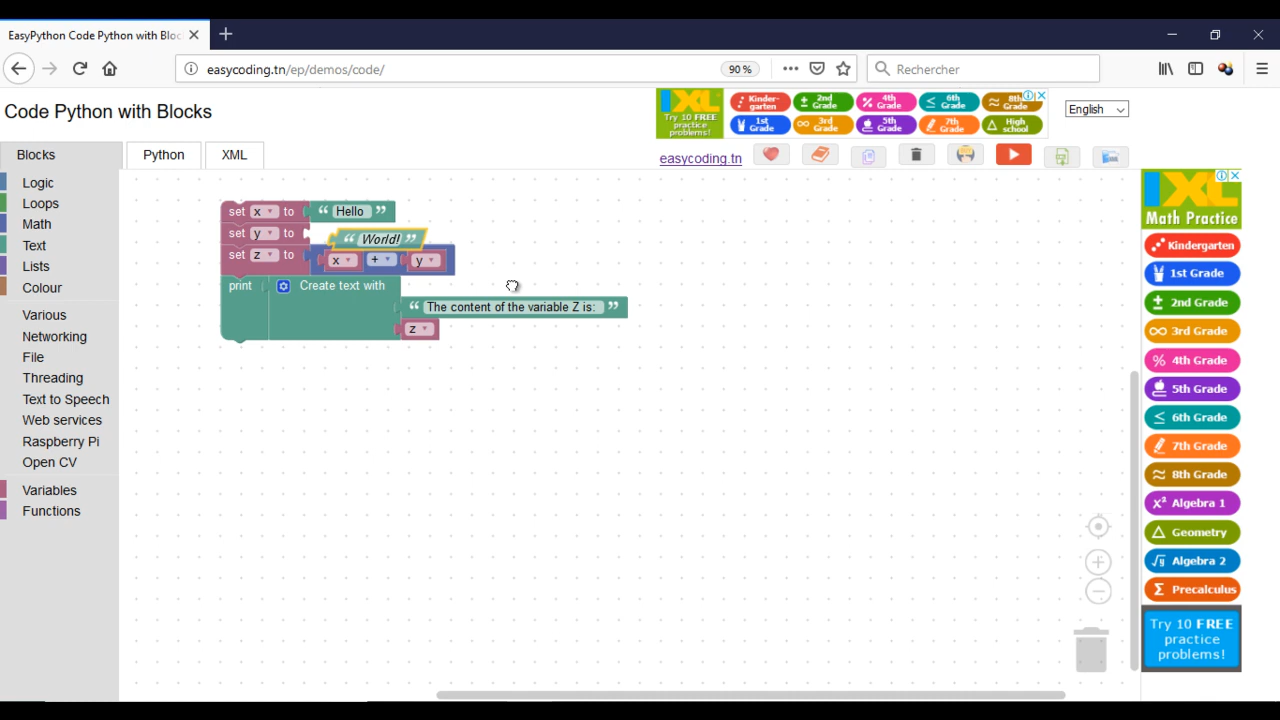 EasyPython Code Python with Bloc
easycoding.tn/ep/demos/code/
90 %
Rechercher
Code Python with Blocks
IXL
Try 10 FREE
practice
problems!
Kinder-
garten
2nd
Grade
4th
Grade
6th
Grade
8th
Grade
1st
Grade
3rd
Grade
5th
Grade
7th
Grade
High
school
English
Blocks
Python
XML
easycoding.tn
Logic
Loops
Math
Text
Lists
Colour
Various
Networking
File
Threading
Text to Speech
Web services
Raspberry Pi
Open CV
Variables
Functions
set x to “ Hello ”
set y to
“ World! ”
set z to x + y
print Create text with
“ The content of the variable Z is: ”
z
IXL
Math Practice
Kindergarten
1st Grade
2nd Grade
3rd Grade
4th Grade
5th Grade
6th Grade
7th Grade
8th Grade
Algebra 1
Geometry
Algebra 2
Precalculus
Try 10 FREE
practice
problems!